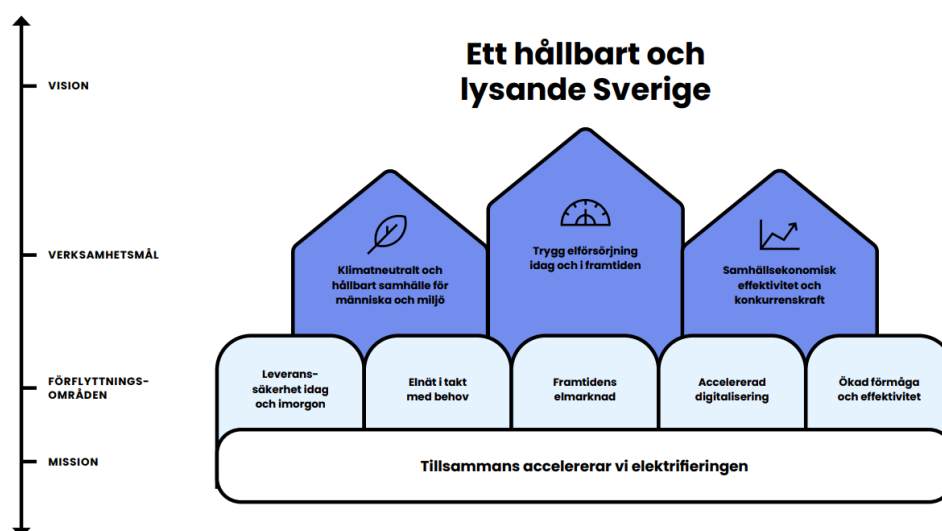 Ett hållbart och
lysande Sverige
VISION
VERKSAMHETSMÅL
Klimatneutralt och
hållbart samhälle för
människa och miljö
Trygg elförsörjning
idag och i framtiden
Samhällsekonomisk
effektivitet och
konkurrenskraft
FÖRFLYTTNINGS-
OMRÅDEN
Leverans-
säkerhet idag
och imorgon
Elnät i takt
med behov
Framtidens
elmarknad
Accelererad
digitalisering
Ökad förmåga
och effektivitet
MISSION
Tillsammans accelererar vi elektrifieringen